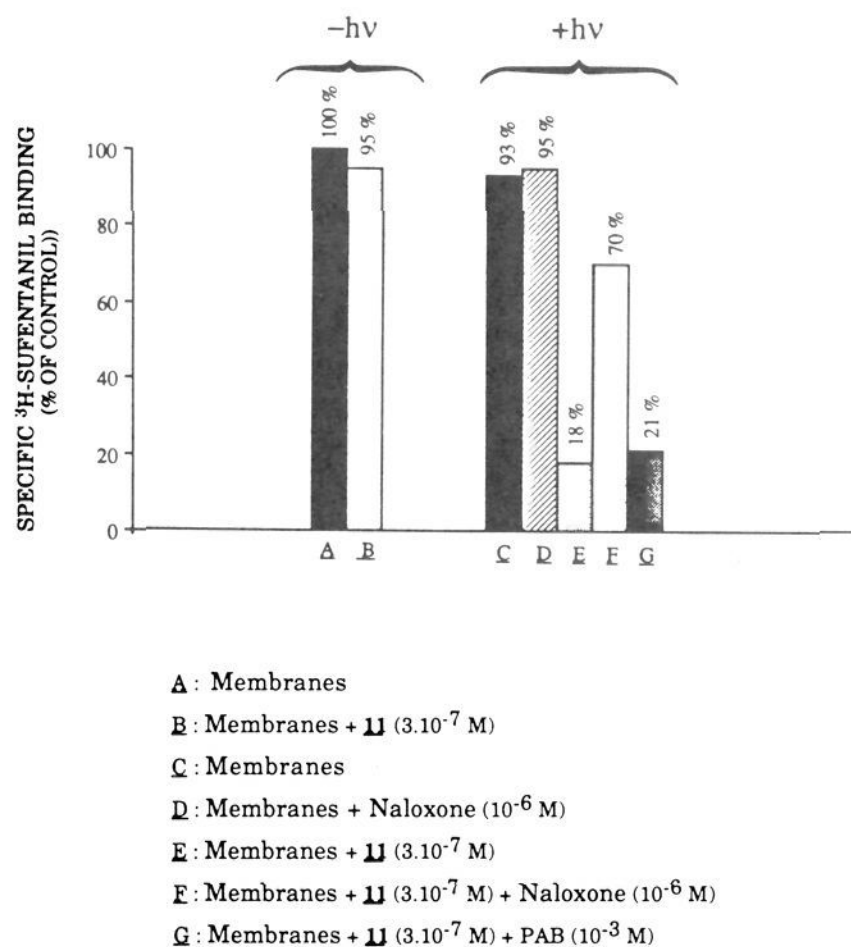 −hν
+hν
SPECIFIC ³H-SUFENTANIL BINDING
(% OF CONTROL))
100
80
60
40
20
0
100 %
95 %
93 %
95 %
18 %
70 %
21 %
A
B
C
D
E
F
G
A : Membranes
B : Membranes + 11 (3.10⁻⁷ M)
C : Membranes
D : Membranes + Naloxone (10⁻⁶ M)
E : Membranes + 11 (3.10⁻⁷ M)
F : Membranes + 11 (3.10⁻⁷ M) + Naloxone (10⁻⁶ M)
G : Membranes + 11 (3.10⁻⁷ M) + PAB (10⁻³ M)